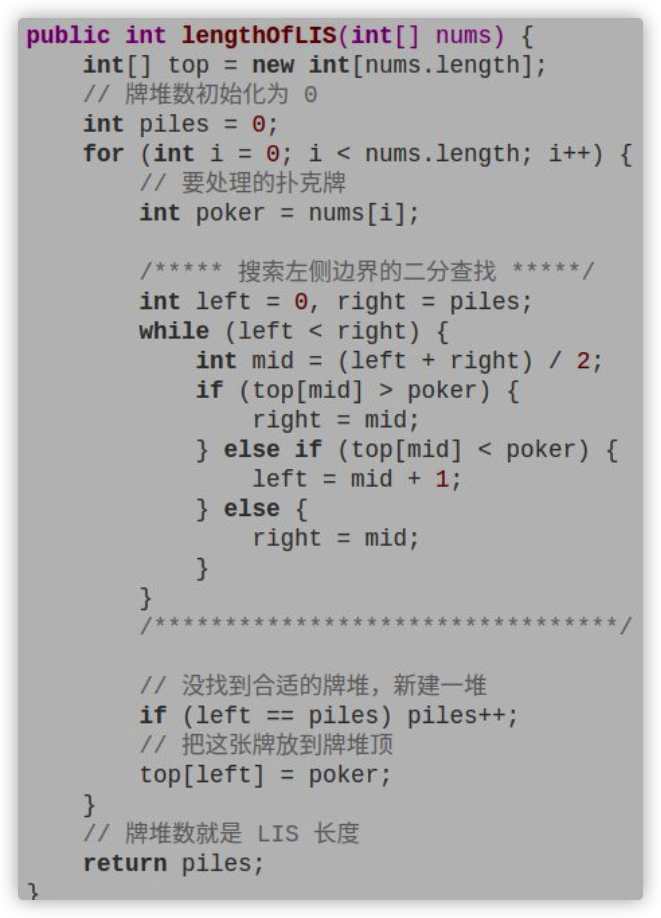 public int lengthOfLIS(int[] nums) {
    int[] top = new int[nums.length];
    // 牌堆数初始化为 0
    int piles = 0;
    for (int i = 0; i < nums.length; i++) {
        // 要处理的扑克牌
        int poker = nums[i];

        /***** 搜索左侧边界的二分查找 *****/
        int left = 0, right = piles;
        while (left < right) {
            int mid = (left + right) / 2;
            if (top[mid] > poker) {
                right = mid;
            } else if (top[mid] < poker) {
                left = mid + 1;
            } else {
                right = mid;
            }
        }
        /*********************************/

        // 没找到合适的牌堆，新建一堆
        if (left == piles) piles++;
        // 把这张牌放到牌堆顶
        top[left] = poker;
    }
    // 牌堆数就是 LIS 长度
    return piles;
}